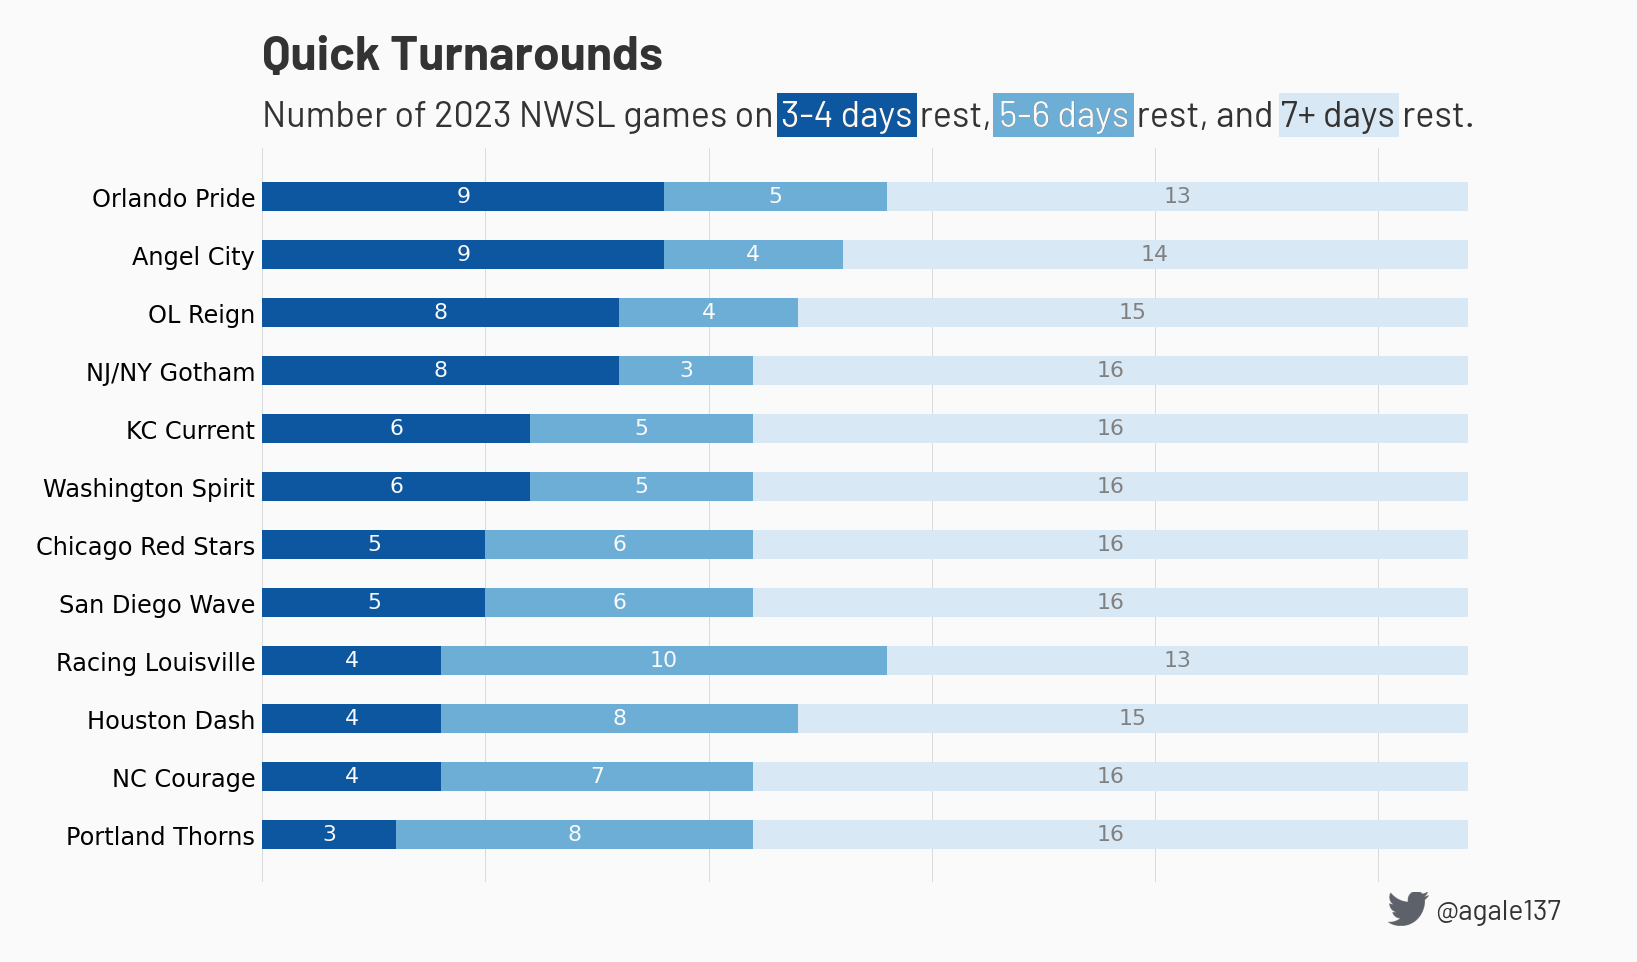 Quick Turnarounds
Number of 2023 NWSL games on 3-4 days rest, 5-6 days rest, and 7+ days rest.
Orlando Pride 9 5 13
Angel City 9 4 14
OL Reign 8 4 15
NJ/NY Gotham 8 3 16
KC Current 6 5 16
Washington Spirit 6 5 16
Chicago Red Stars 5 6 16
San Diego Wave 5 6 16
Racing Louisville 4 10 13
Houston Dash 4 8 15
NC Courage 4 7 16
Portland Thorns 3 8 16
@agale137